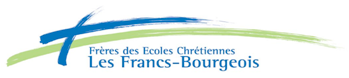 Frères des Ecoles Chrétiennes
Les Francs-Bourgeois